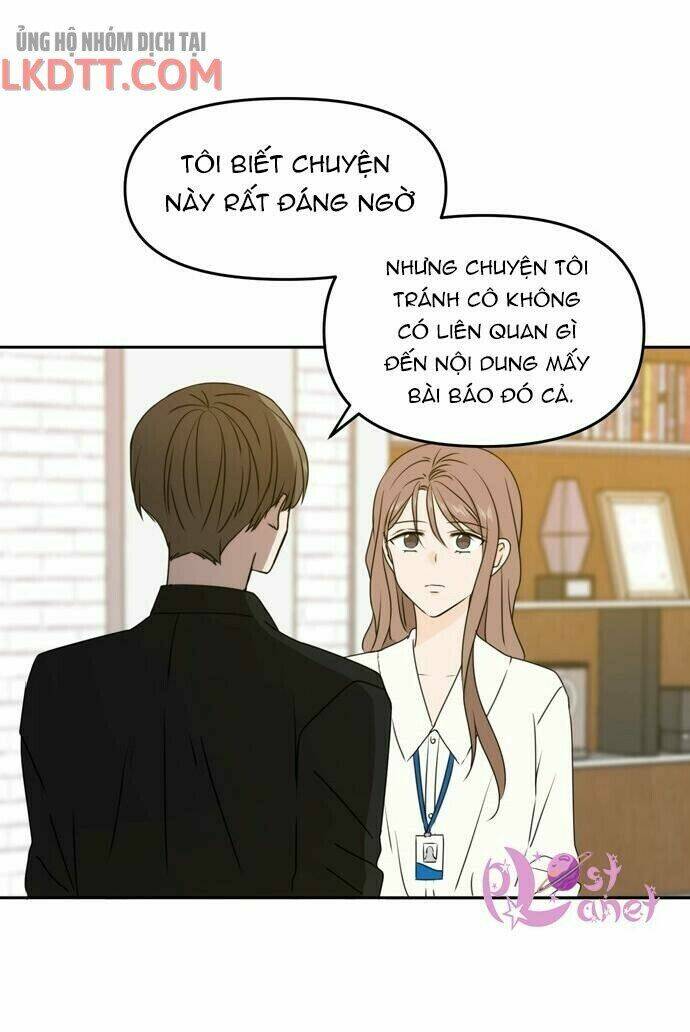 ỦNG HỘ NHÓM DỊCH TẠI
LKDTT.COM
TÔI BIẾT CHUYỆN
NÀY RẤT ĐÁNG NGỜ
NHƯNG CHUYỆN TÔI
TRÁNH CÔ KHÔNG
CÓ LIÊN QUAN GÌ
ĐẾN NỘI DUNG MẤY
BÀI BÁO ĐÓ CẢ.
Lost
Planet